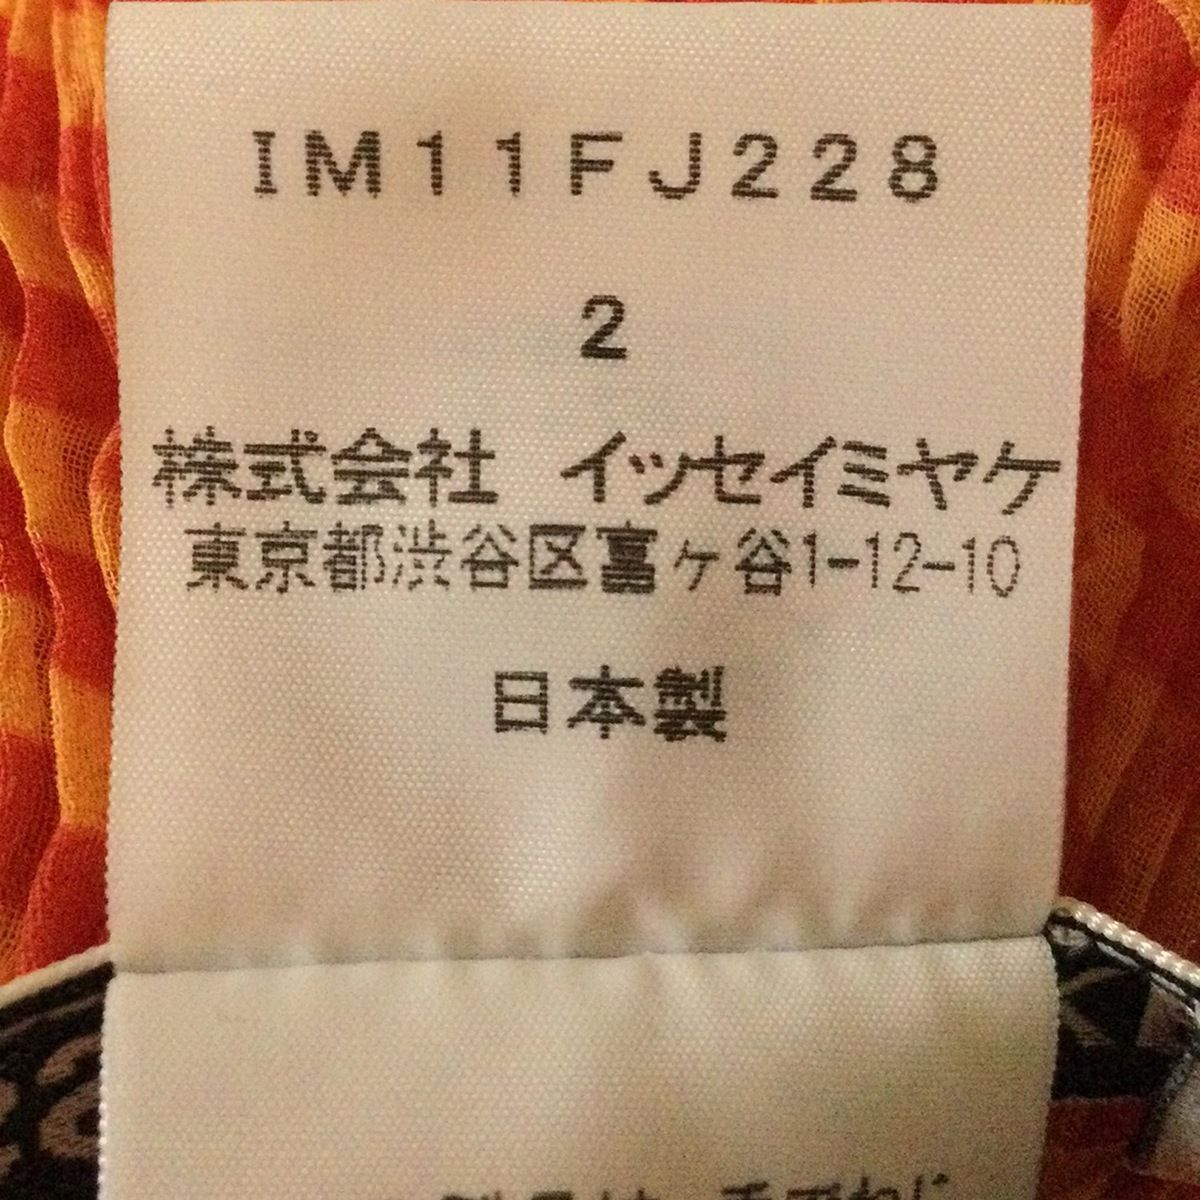 IM11FJ228
2
株式会社 イッセイミヤケ
東京都渋谷区富ヶ谷1-12-10
日本製